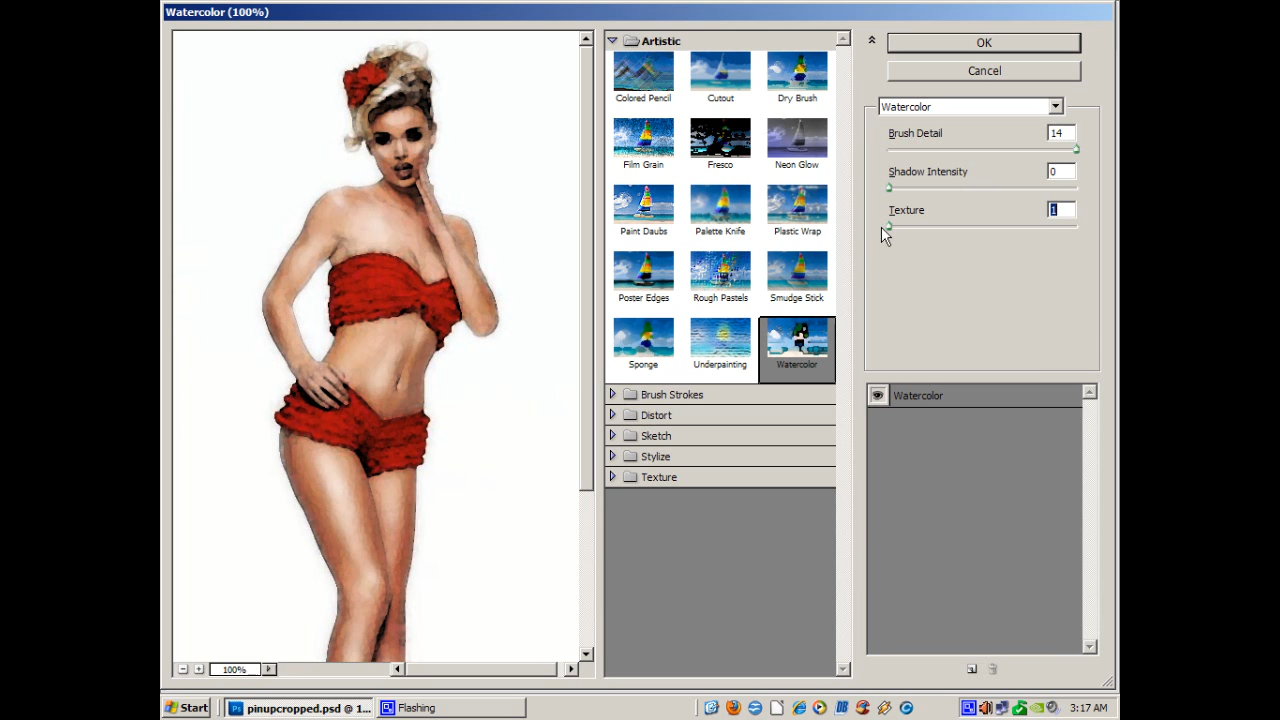 Watercolor (100%)
Artistic
OK
Cancel
Colored Pencil
Cutout
Dry Brush
Watercolor
Brush Detail
14
Film Grain
Fresco
Neon Glow
Shadow Intensity
0
Texture
1
Paint Daubs
Palette Knife
Plastic Wrap
Poster Edges
Rough Pastels
Smudge Stick
Sponge
Underpainting
Watercolor
Brush Strokes
Watercolor
Distort
Sketch
Stylize
Texture
100%
Start
Ps
pinupcropped.psd @ 1...
Flashing
3:17 AM